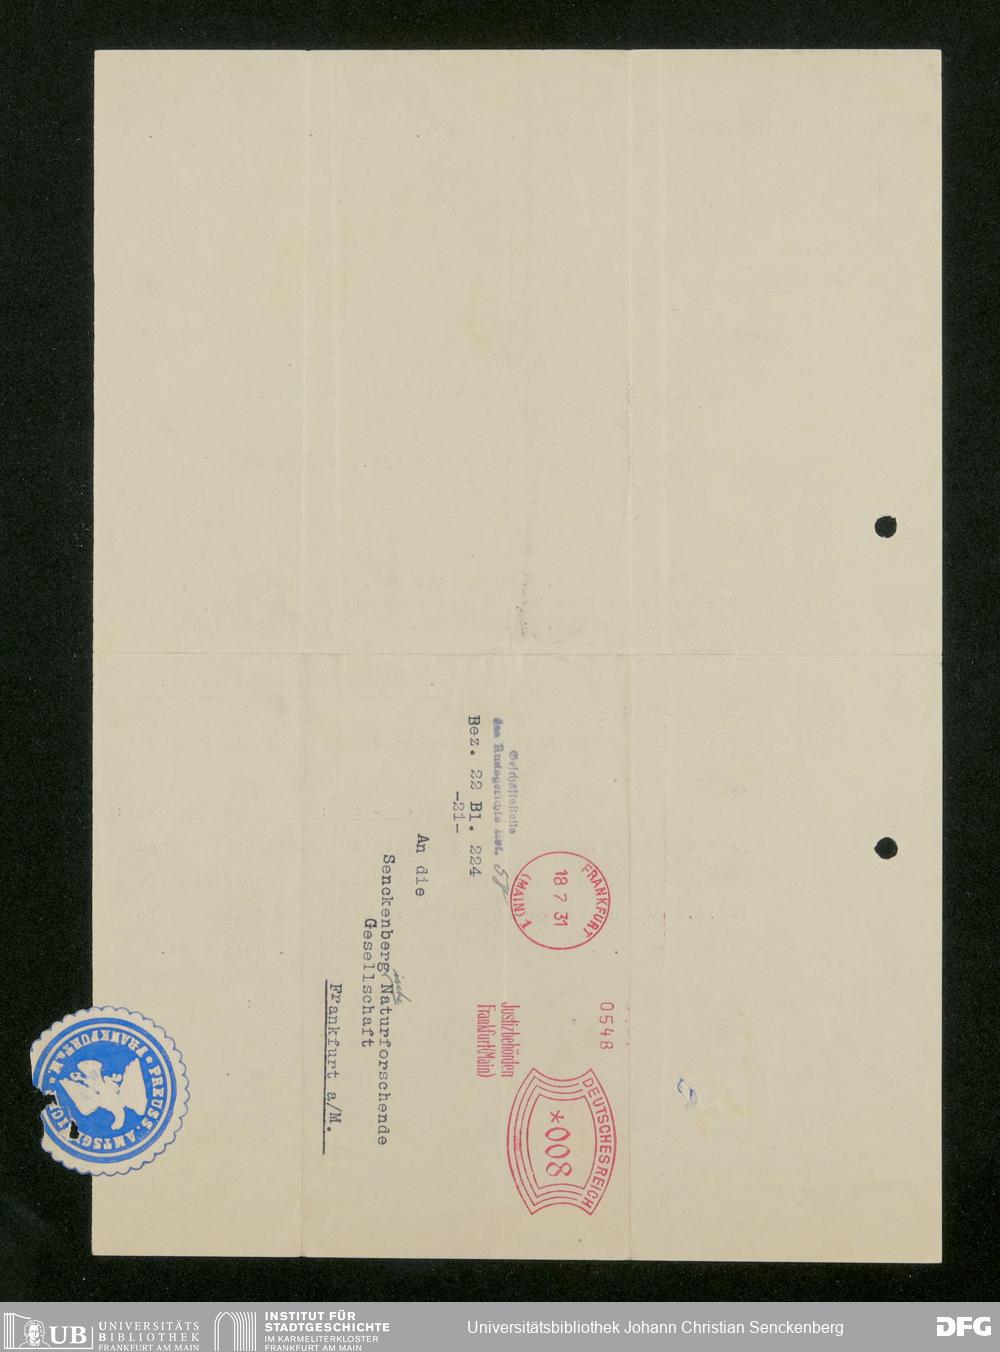 Geschäftsstelle
des Amtsgerichts Abt.
Bez. 22 Bl. 224
-21-
An die
Senckenbergische Naturforschende
Gesellschaft
Frankfurt a/M.
FRANKFURT
18 7 31
(MAIN) 1
0548
Justizbehörden
Frankfurt(Main)
DEUTSCHES REICH
*008
PREUSS. AMTSGERICHT
FRANKFURT A. M.
UB UNIVERSITÄTS
BIBLIOTHEK
FRANKFURT AM MAIN
INSTITUT FÜR
STADTGESCHICHTE
IM KARMELITERKLOSTER
FRANKFURT AM MAIN
Universitätsbibliothek Johann Christian Senckenberg
DFG